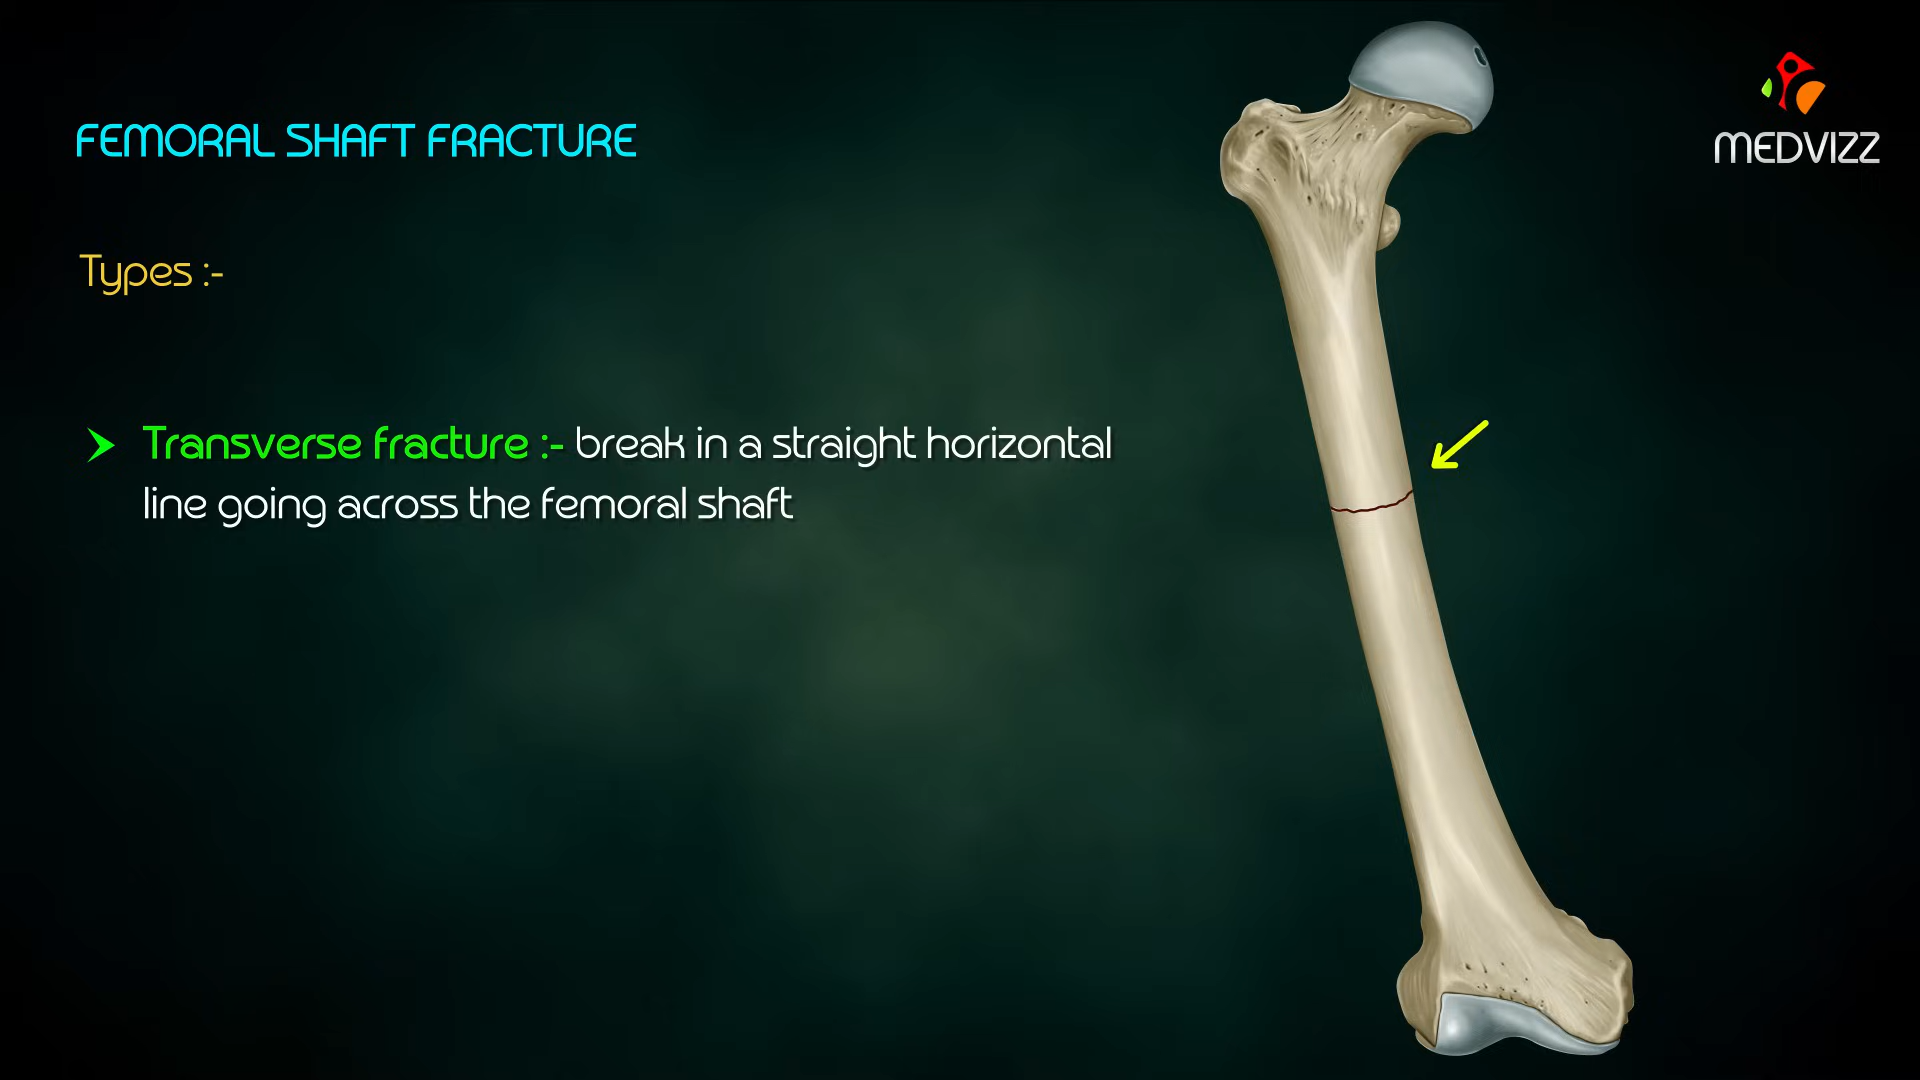 FEMORAL SHAFT FRACTURE
MEDVIZZ
Types :-
Transverse fracture :- break in a straight horizontal
line going across the femoral shaft